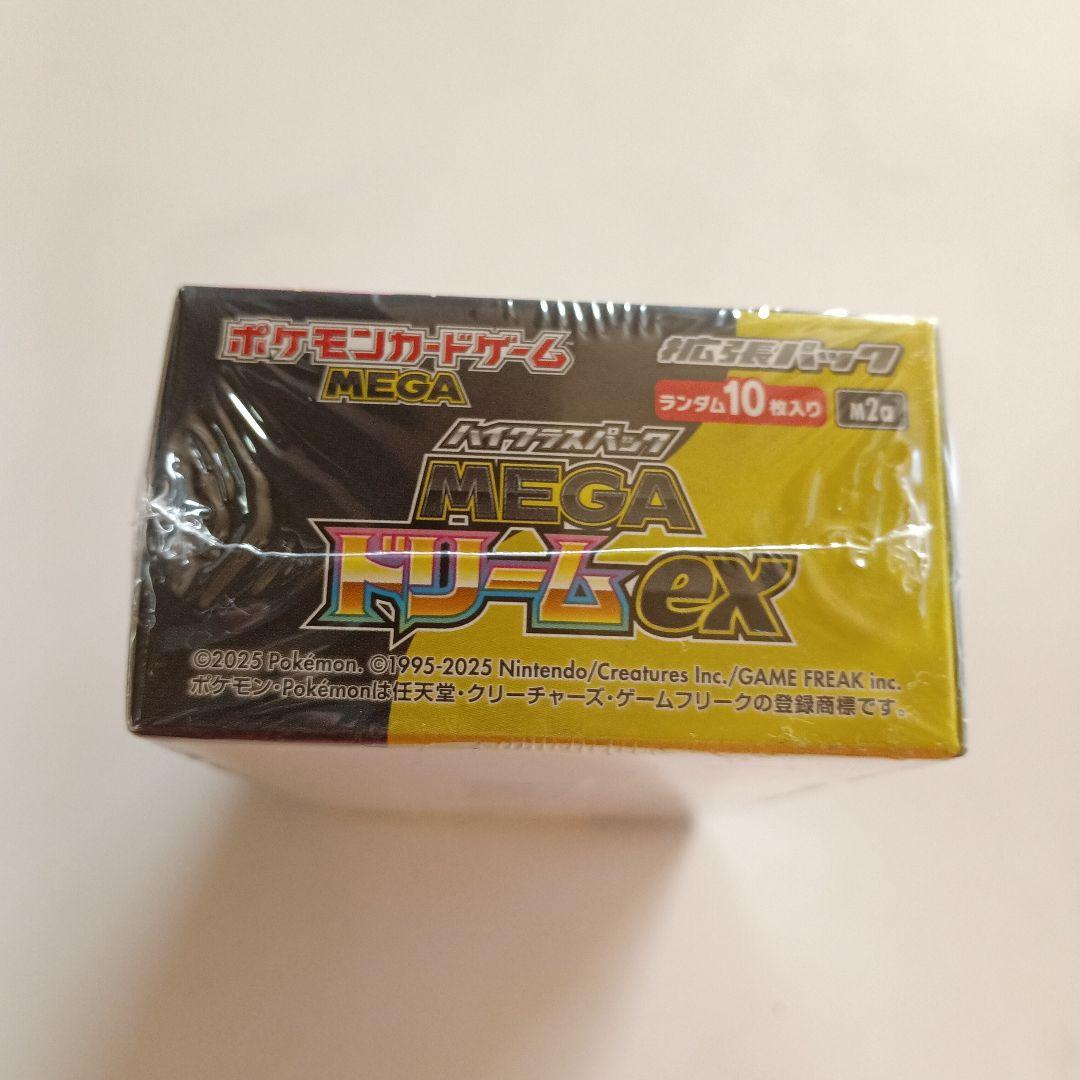 ポケモンカードゲーム
MEGA
拡張パック
ランダム10枚入り
M2a
ハイクラスパック
MEGA
ドリームex
©2025 Pokémon. ©1995-2025 Nintendo/Creatures Inc./GAME FREAK inc.
ポケモン・Pokémonは任天堂・クリーチャーズ・ゲームフリークの登録商標です。